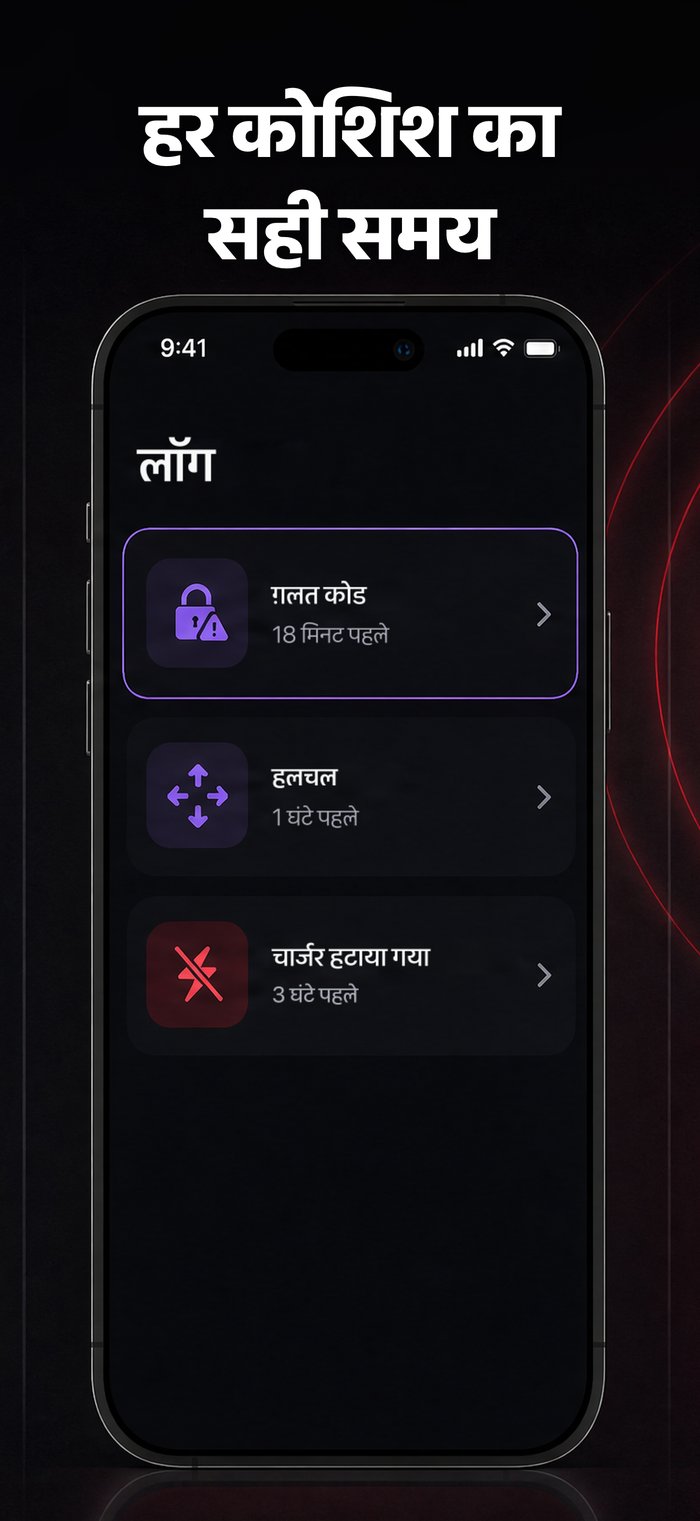 हर कोशिश का
सही समय
9:41
लॉग
ग़लत कोड
18 मिनट पहले
हलचल
1 घंटे पहले
चार्जर हटाया गया
3 घंटे पहले